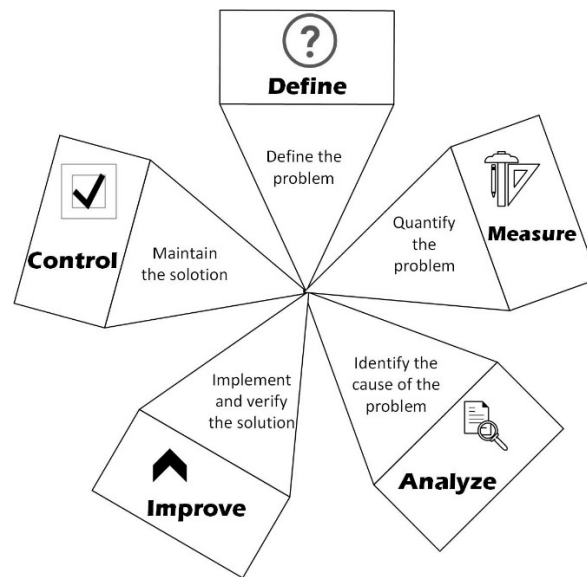 ?
Define
Define the
problem
Measure
Quantify
the
problem
Analyze
Identify the
cause of the
problem
Improve
Implement
and verify
the solution
Control
Maintain
the solotion